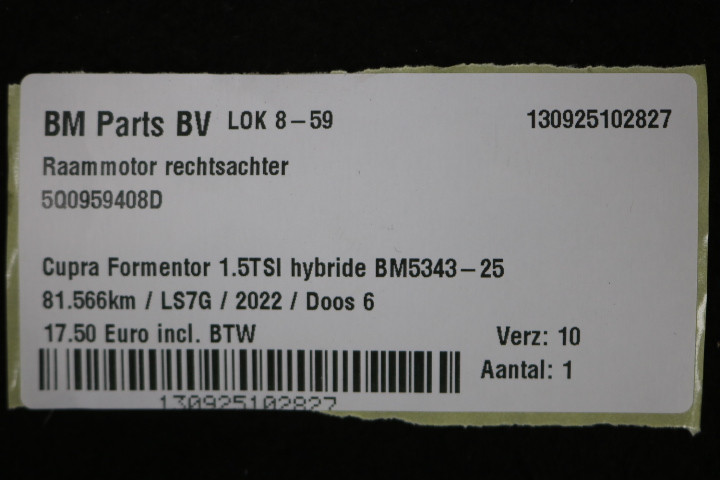 BM Parts BV LOK 8-59 130925102827
Raammotor rechtsachter
5Q0959408D
Cupra Formentor 1.5TSI hybride BM5343-25
81.566km / LS7G / 2022 / Doos 6
17.50 Euro incl. BTW Verz: 10
Aantal: 1
130925102827